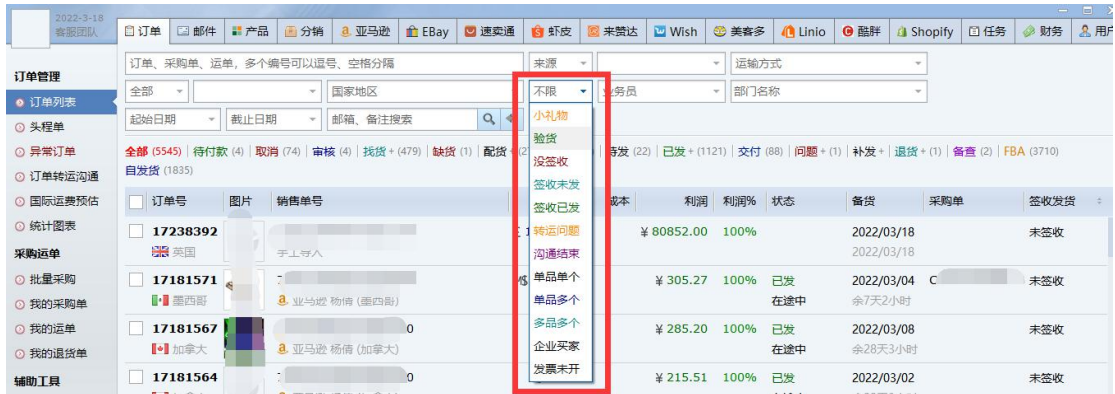 2022-3-18
客服团队
订单 邮件 产品 分销 亚马逊 EBay 速卖通 虾皮 来赞达 Wish 美客多 Linio 酷胖 Shopify 任务 财务 用户
订单、采购单、运单，多个编号可以逗号、空格分隔 来源 运输方式
全部 国家地区 不限 业务员 部门名称
起始日期 截止日期 邮箱、备注搜索
小礼物
验货
没签收
签收未发
签收已发
转运问题
沟通结束
单品单个
单品多个
多品多个
企业买家
发票未开
全部 (5545) 待付款 (4) 取消 (74) 审核 (4) 找货+ (479) 缺货 (1) 配货+ 待发 (22) 已发+ (1121) 交付 (88) 问题+ (1) 补发+ 退货+ (1) 备查 (2) FBA (3710)
自发货 (1835)
订单号 图片 销售单号 成本 利润 利润% 状态 备货 采购单 签收发货
17238392 ¥ 80852.00 100% 2022/03/18 未签收
英国 手工导入 2022/03/18
17181571 ¥ 305.27 100% 已发 2022/03/04 C 未签收
墨西哥 亚马逊 杨倩 (墨西哥) 在途中 余7天2小时
17181567 0 ¥ 285.20 100% 已发 2022/03/08 未签收
加拿大 亚马逊 杨倩 (加拿大) 在途中 余28天3小时
17181564 0 ¥ 215.51 100% 已发 2022/03/02 未签收
订单管理
订单列表
头程单
异常订单
订单转运沟通
国际运费预估
统计图表
采购运单
批量采购
我的采购单
我的运单
我的退货单
辅助工具